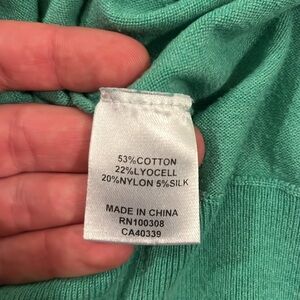 53%COTTON
22%LYOCELL
20%NYLON 5%SILK
MADE IN CHINA
RN100308
CA40339